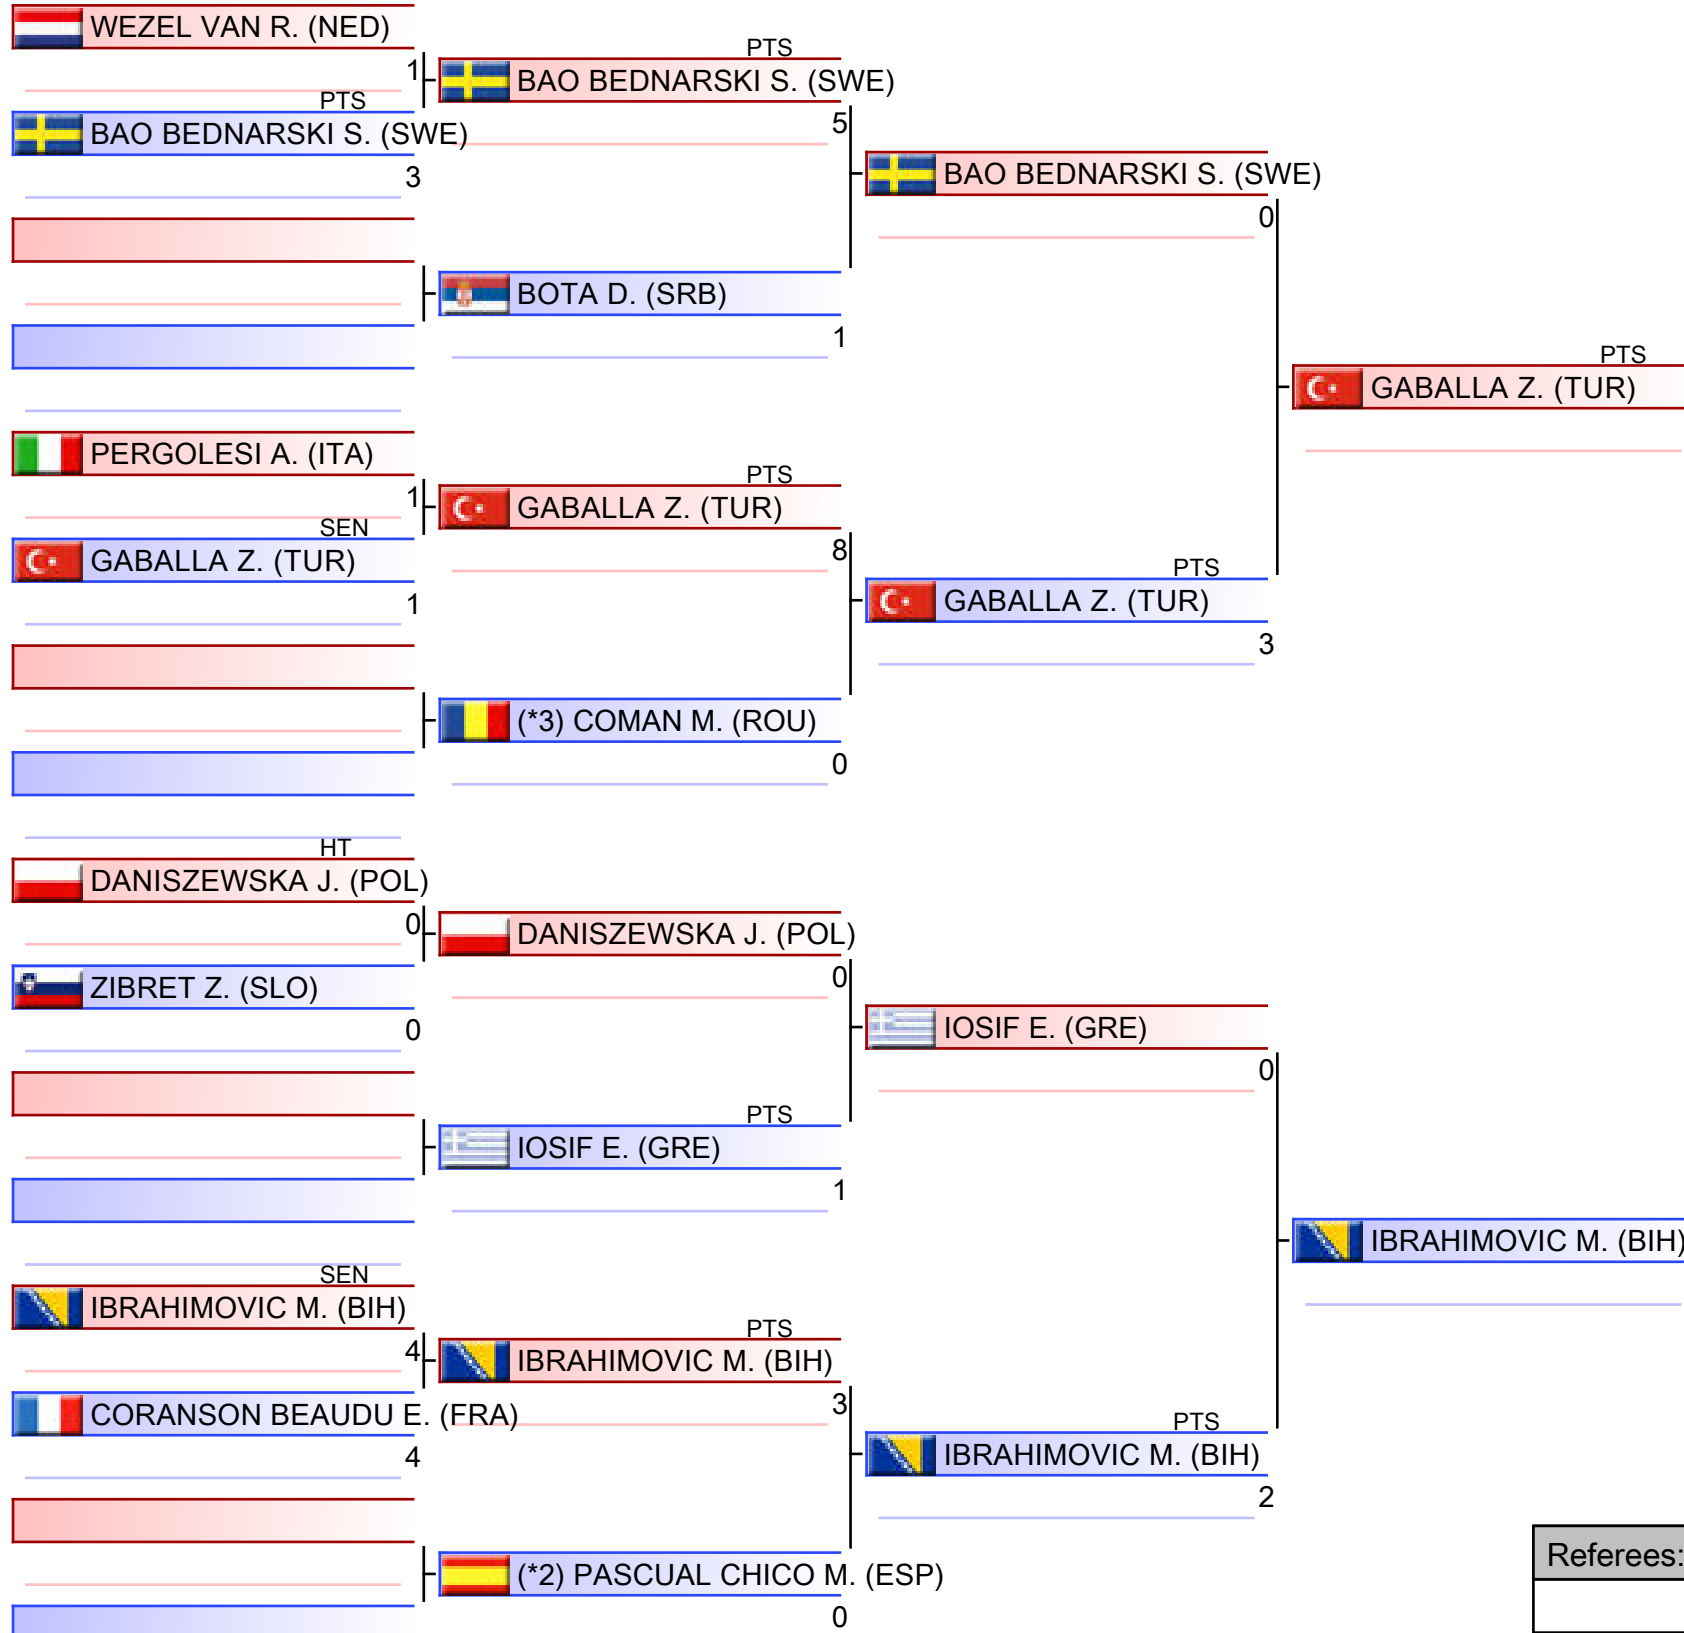 WEZEL VAN R. (NED)
1
PTS
BAO BEDNARSKI S. (SWE)
3
PERGOLESI A. (ITA)
1
SEN
GABALLA Z. (TUR)
1
HT
DANISZEWSKA J. (POL)
0
ZIBRET Z. (SLO)
0
SEN
IBRAHIMOVIC M. (BIH)
4
CORANSON BEAUDU E. (FRA)
4
PTS
BAO BEDNARSKI S. (SWE)
5
BOTA D. (SRB)
1
PTS
GABALLA Z. (TUR)
8
(*3) COMAN M. (ROU)
0
DANISZEWSKA J. (POL)
0
PTS
IOSIF E. (GRE)
1
PTS
IBRAHIMOVIC M. (BIH)
3
(*2) PASCUAL CHICO M. (ESP)
0
BAO BEDNARSKI S. (SWE)
0
PTS
GABALLA Z. (TUR)
3
IOSIF E. (GRE)
0
PTS
IBRAHIMOVIC M. (BIH)
2
PTS
GABALLA Z. (TUR)
IBRAHIMOVIC M. (BIH)
Referees: